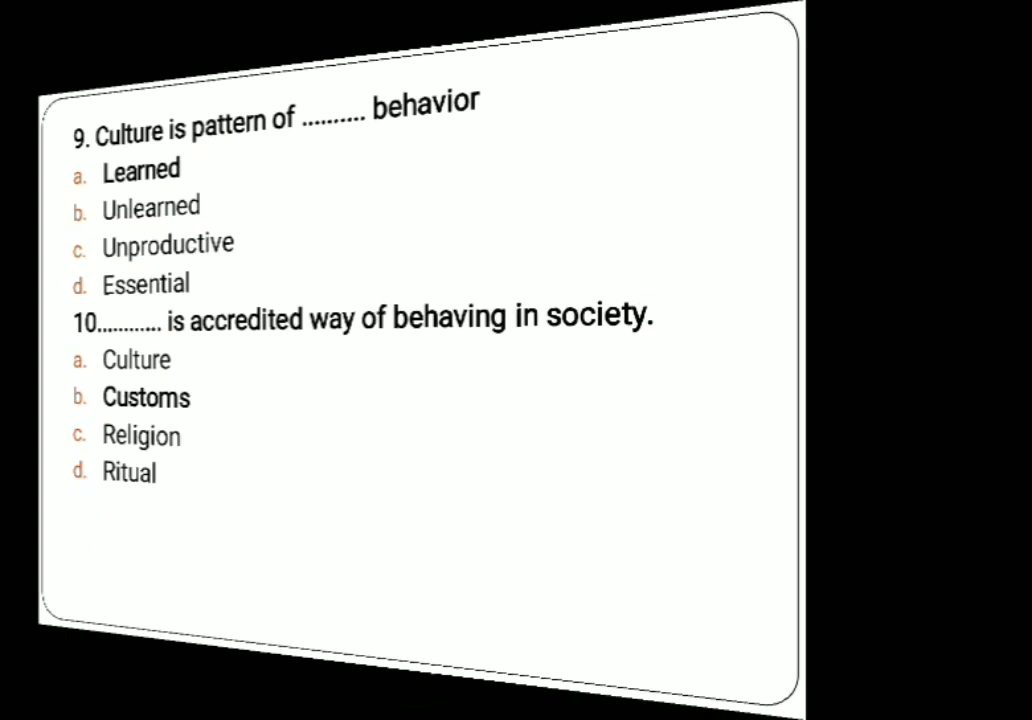 9. Culture is pattern of .......... behavior
a. Learned
b. Unlearned
c. Unproductive
d. Essential
10............ is accredited way of behaving in society.
a. Culture
b. Customs
c. Religion
d. Ritual